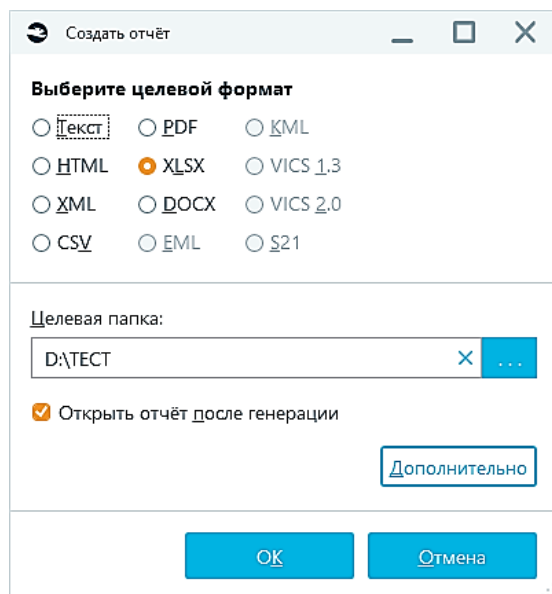 Создать отчёт
Выберите целевой формат
Текст PDF KML
HTML XLSX VICS 1.3
XML DOCX VICS 2.0
CSV EML S21
Целевая папка:
D:\ТЕСТ
...
Открыть отчёт после генерации
Дополнительно
OK Отмена